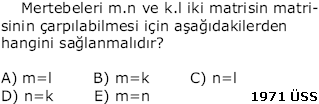 Mertebeleri m.n ve k.l iki matrisin matri-
sinin çarpılabilmesi için aşağıdakilerden
hangini sağlanmalıdır?
A) m=l B) m=k C) n=l
D) n=k E) m=n 1971 ÜSS